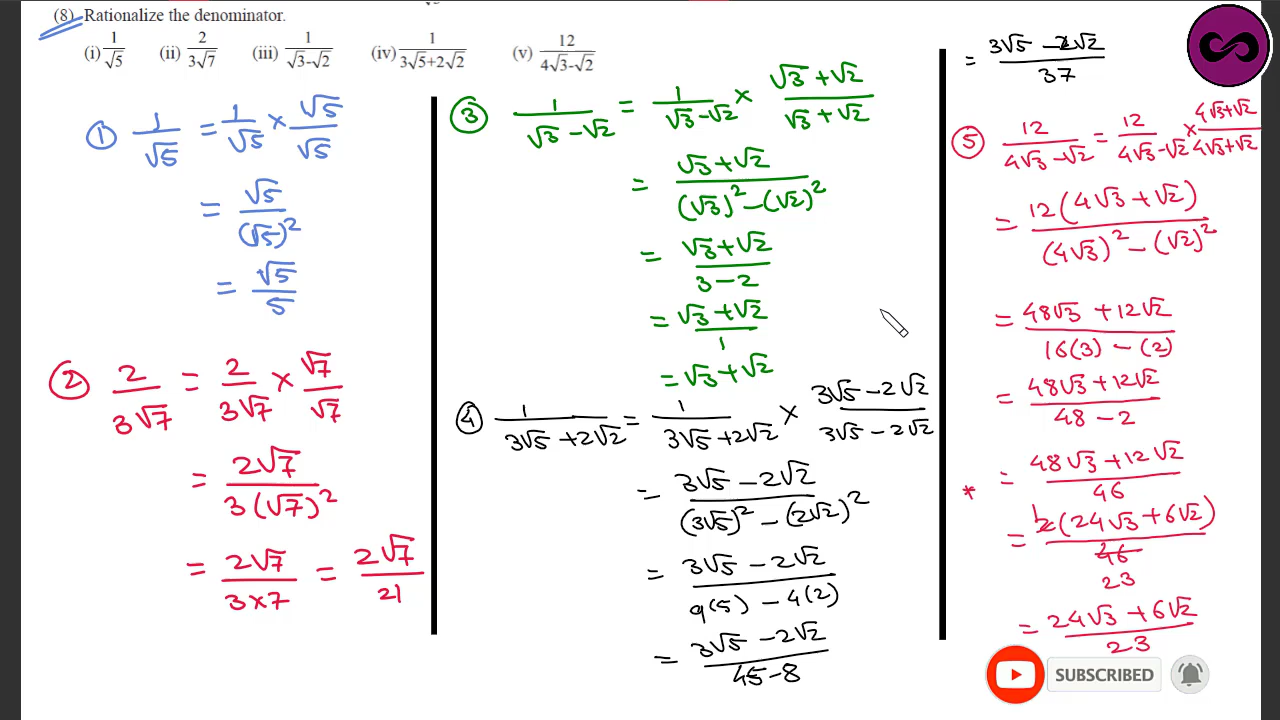 (8) Rationalize the denominator.
(i) 1/√5 (ii) 2/3√7 (iii) 1/√3-√2 (iv) 1/3√5+2√2 (v) 12/4√3-√2
① 1/√5 = 1/√5 × √5/√5
= √5/(√5)²
= √5/5
② 2/3√7 = 2/3√7 × √7/√7
= 2√7/3(√7)²
= 2√7/3×7 = 2√7/21
③ 1/√3-√2 = 1/√3-√2 × √3+√2/√3+√2
= √3+√2/(√3)²-(√2)²
= √3+√2/3-2
= √3+√2/1
= √3+√2
④ 1/3√5+2√2 = 1/3√5+2√2 × 3√5-2√2/3√5-2√2
= 3√5-2√2/(3√5)²-(2√2)²
= 3√5-2√2/9(5)-4(2)
= 3√5-2√2/45-8
= 3√5-2√2/37
⑤ 12/4√3-√2 = 12/4√3-√2 × 4√3+√2/4√3+√2
= 12(4√3+√2)/(4√3)²-(√2)²
= 48√3+12√2/16(3)-(2)
= 48√3+12√2/48-2
* = 48√3+12√2/46
= 2(24√3+6√2)/46
23
= 24√3+6√2/23
SUBSCRIBED